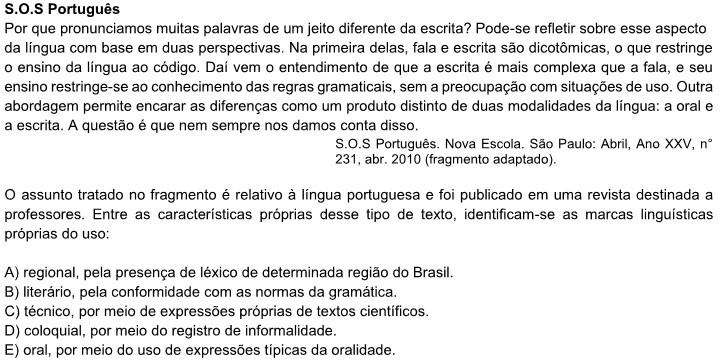 S.O.S Português
Por que pronunciamos muitas palavras de um jeito diferente da escrita? Pode-se refletir sobre esse aspecto
da língua com base em duas perspectivas. Na primeira delas, fala e escrita são dicotômicas, o que restringe
o ensino da língua ao código. Daí vem o entendimento de que a escrita é mais complexa que a fala, e seu
ensino restringe-se ao conhecimento das regras gramaticais, sem a preocupação com situações de uso. Outra
abordagem permite encarar as diferenças como um produto distinto de duas modalidades da língua: a oral e
a escrita. A questão é que nem sempre nos damos conta disso.
S.O.S Português. Nova Escola. São Paulo: Abril, Ano XXV, n°
231, abr. 2010 (fragmento adaptado).
O assunto tratado no fragmento é relativo à língua portuguesa e foi publicado em uma revista destinada a
professores. Entre as características próprias desse tipo de texto, identificam-se as marcas linguísticas
próprias do uso:
A) regional, pela presença de léxico de determinada região do Brasil.
B) literário, pela conformidade com as normas da gramática.
C) técnico, por meio de expressões próprias de textos científicos.
D) coloquial, por meio do registro de informalidade.
E) oral, por meio do uso de expressões típicas da oralidade.